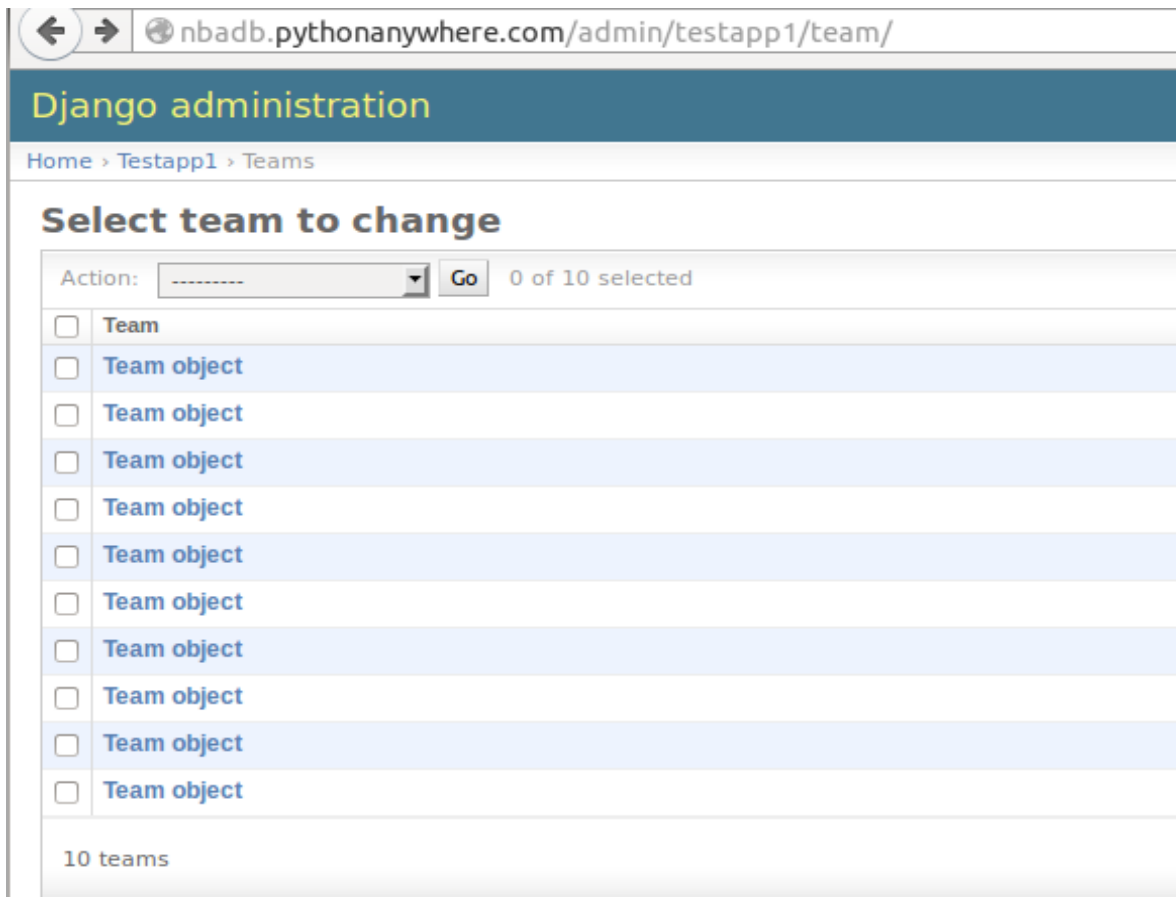 nbadb.pythonanywhere.com/admin/testapp1/team/
Django administration
Home › Testapp1 › Teams
Select team to change
Action: --------- Go 0 of 10 selected
Team
Team object
Team object
Team object
Team object
Team object
Team object
Team object
Team object
Team object
Team object
10 teams